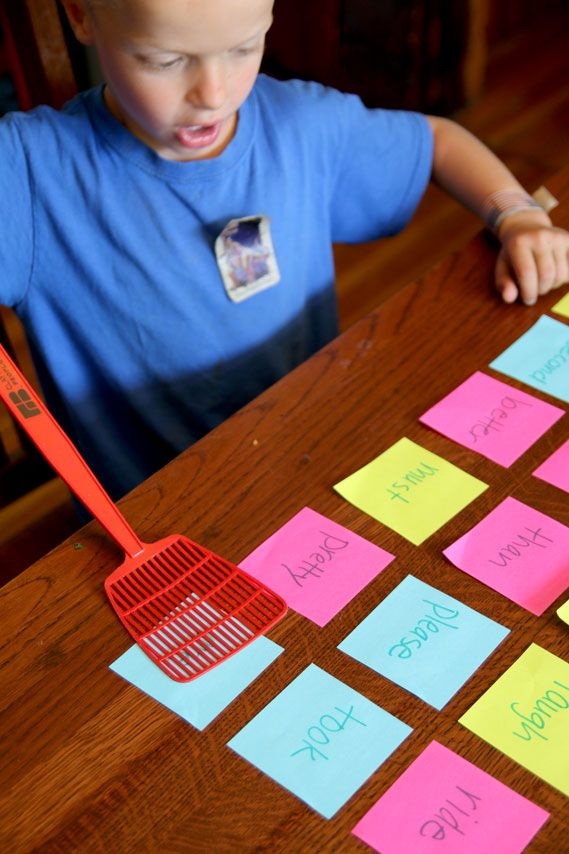 second
better
must
than
pretty
please
laugh
took
ride